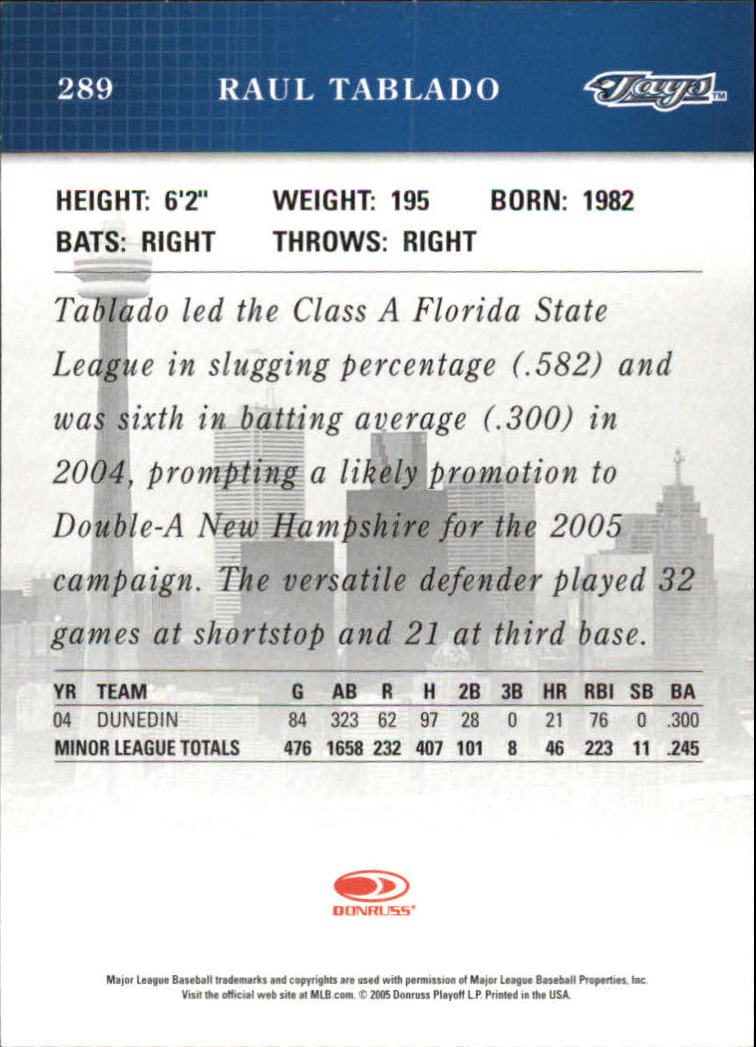 289 RAUL TABLADO Jays TM
HEIGHT: 6'2" WEIGHT: 195 BORN: 1982
BATS: RIGHT THROWS: RIGHT
Tablado led the Class A Florida State
League in slugging percentage (.582) and
was sixth in batting average (.300) in
2004, prompting a likely promotion to
Double-A New Hampshire for the 2005
campaign. The versatile defender played 32
games at shortstop and 21 at third base.
YR TEAM G AB R H 2B 3B HR RBI SB BA
04 DUNEDIN 84 323 62 97 28 0 21 76 0 .300
MINOR LEAGUE TOTALS 476 1658 232 407 101 8 46 223 11 .245
DONRUSS
Major League Baseball trademarks and copyrights are used with permission of Major League Baseball Properties, Inc.
Visit the official web site at MLB.com. © 2005 Donruss Playoff L.P. Printed in the USA.